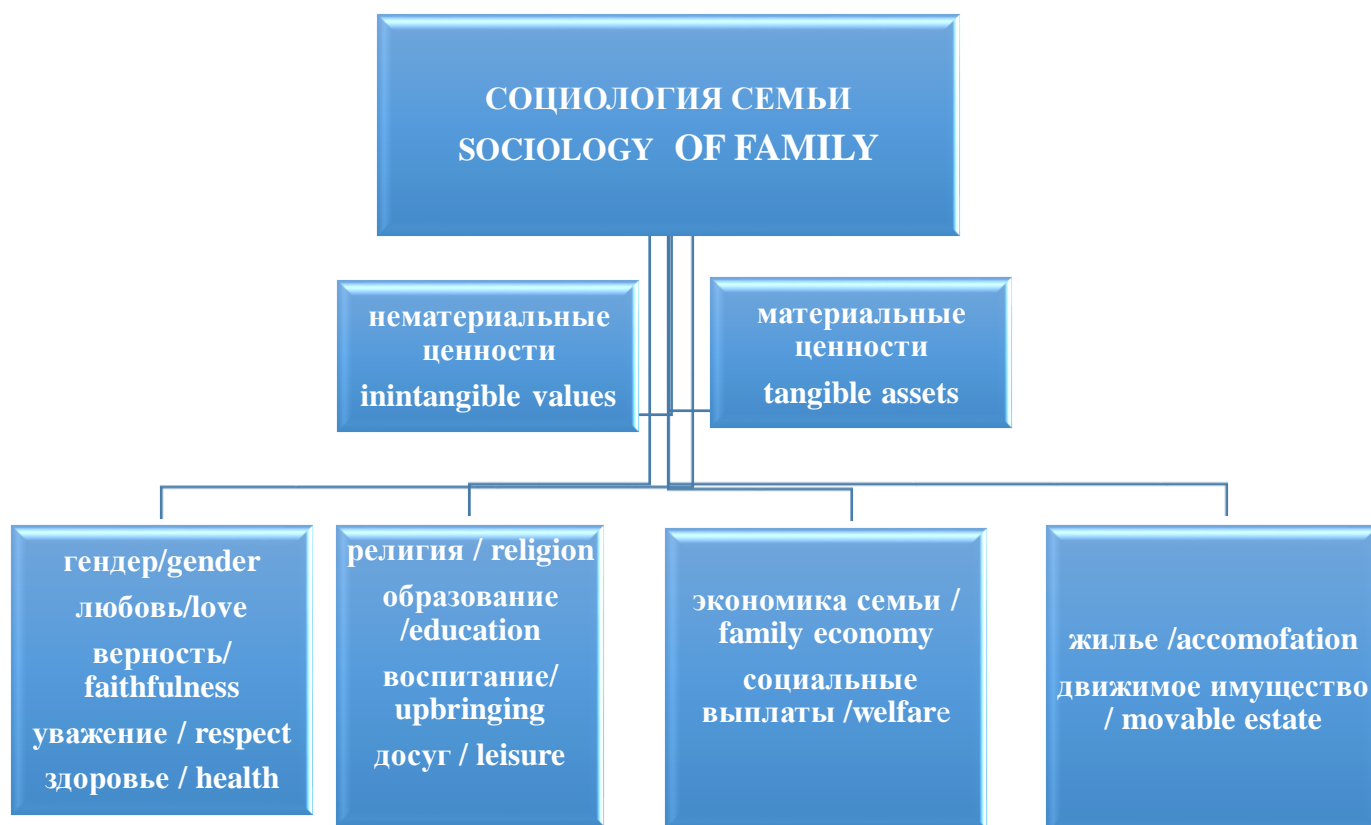 СОЦИОЛОГИЯ СЕМЬИ
SOCIOLOGY OF FAMILY
нематериальные
ценности
inintangible values
материальные
ценности
tangible assets
гендер/gender
любовь/love
верность/
faithfulness
уважение / respect
здоровье / health
религия / religion
образование
/education
воспитание/
upbringing
досуг / leisure
экономика семьи /
family economy
социальные
выплаты /welfare
жилье /accomofation
движимое имущество
/ movable estate